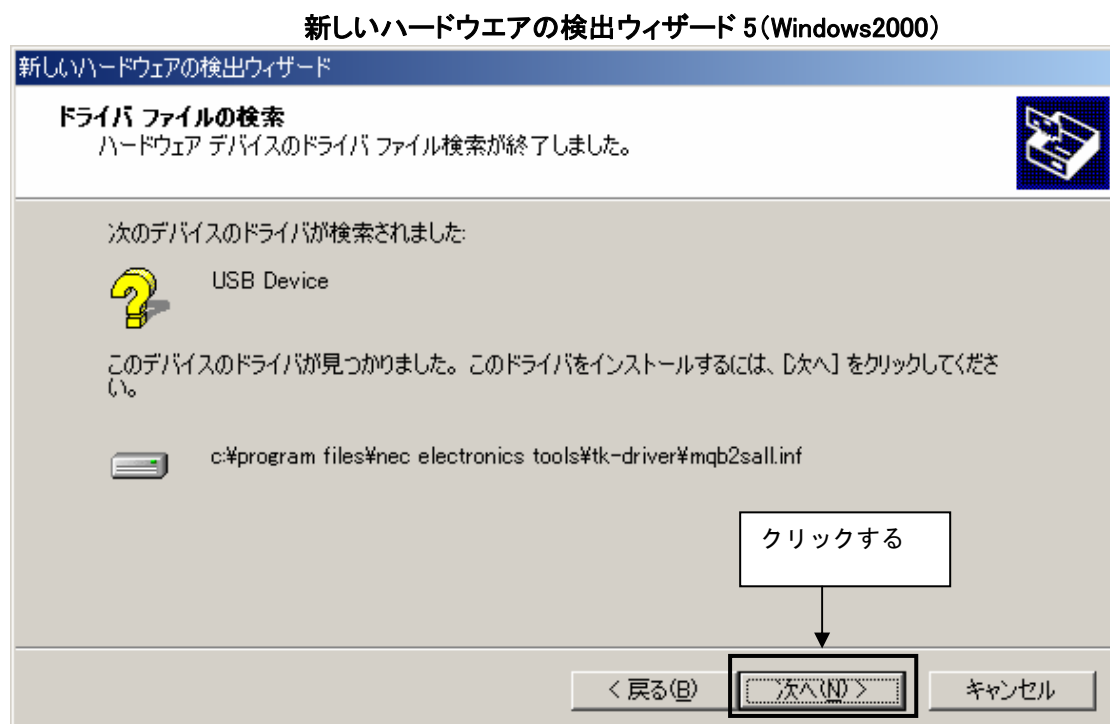 新しいハードウエアの検出ウィザード 5(Windows2000)
新しいハードウェアの検出ウィザード
ドライバ ファイルの検索
ハードウェア デバイスのドライバ ファイル検索が終了しました。
次のデバイスのドライバが検索されました:
USB Device
このデバイスのドライバが見つかりました。このドライバをインストールするには、[次へ] をクリックしてくださ
い。
c:¥program files¥nec electronics tools¥tk-driver¥mqb2sall.inf
クリックする
< 戻る(B)
次へ(N) >
キャンセル